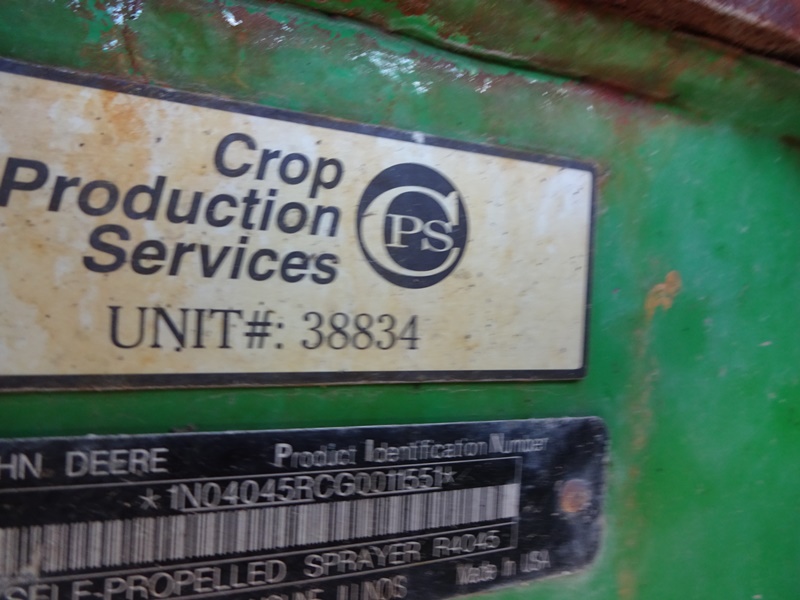 Crop
Production
Services
CPS
UNIT#: 38834
HN DEERE
Product Identification Number
*1N04045RCG0011551*
SELF-PROPELLED SPRAYER R4045
ILLINOIS
Made In USA